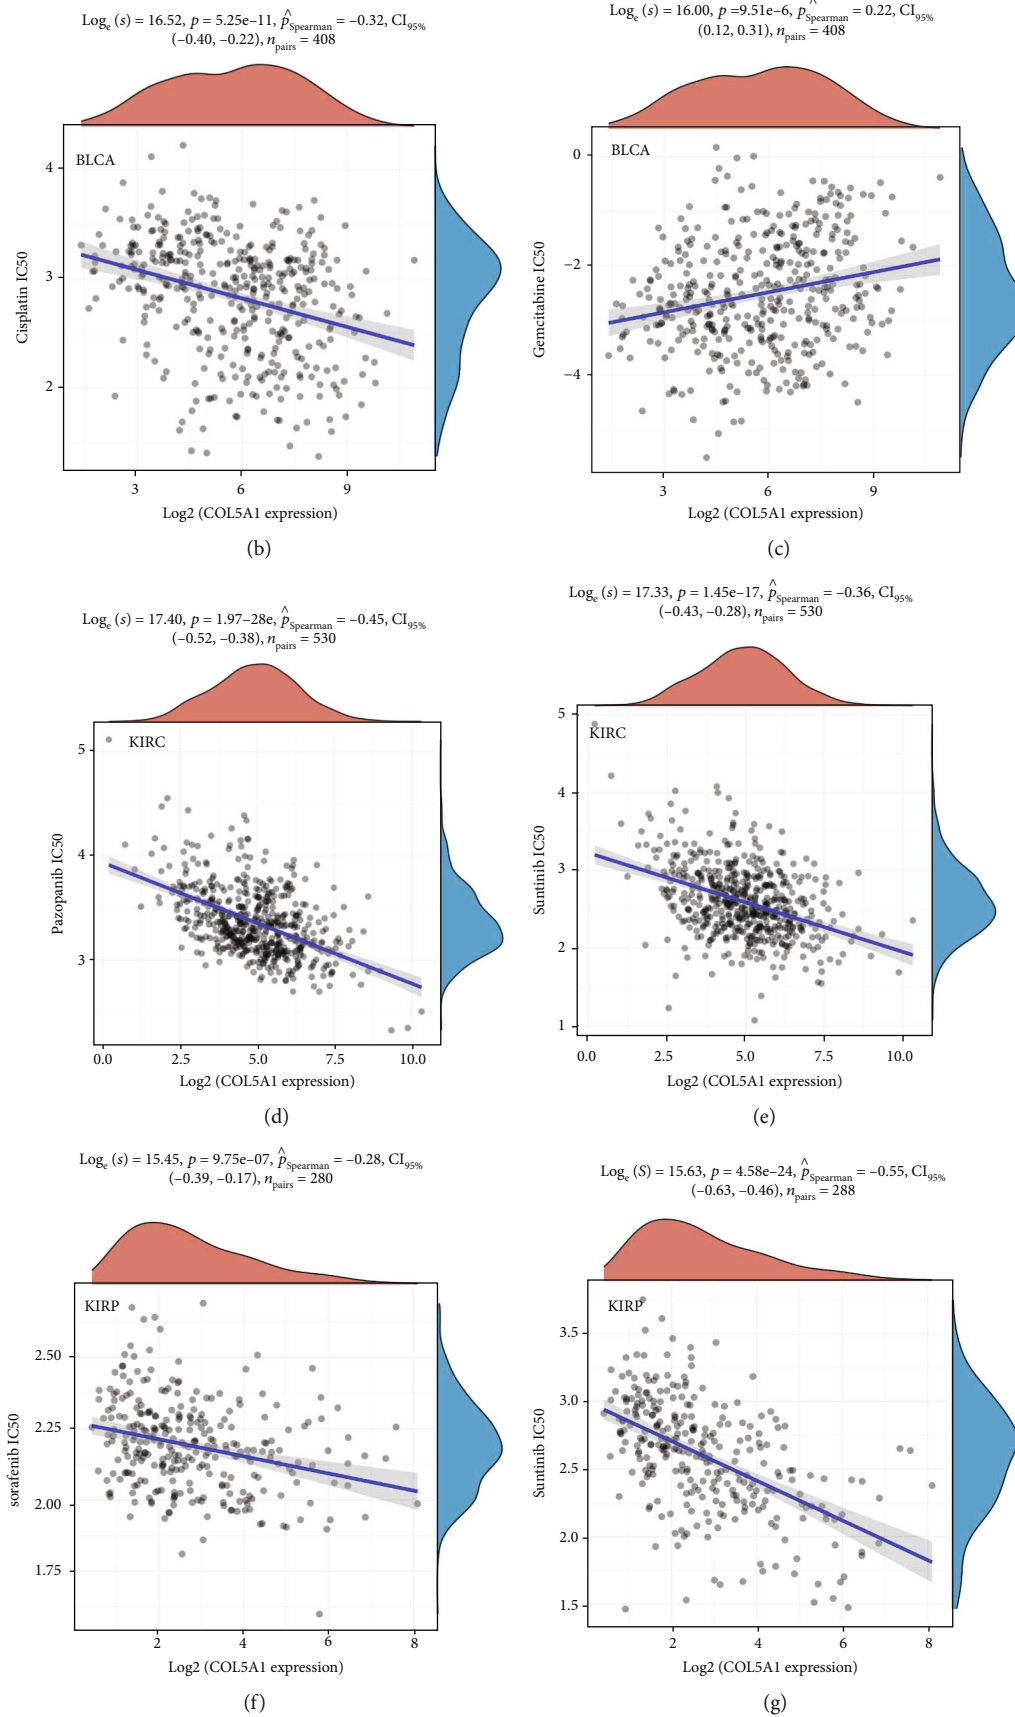 Logₑ (s) = 16.52, p = 5.25e–11, p̂Spearman = –0.32, CI95%
(–0.40, –0.22), npairs = 408
BLCA
Cisplatin IC50
4
3
2
3 6 9
Log2 (COL5A1 expression)
(b)
Logₑ (s) = 16.00, p =9.51e–6, p̂Spearman = 0.22, CI95%
(0.12, 0.31), npairs = 408
BLCA
Gemcitabine IC50
0
–2
–4
3 6 9
Log2 (COL5A1 expression)
(c)
Logₑ (s) = 17.40, p = 1.97–28e, p̂Spearman = –0.45, CI95%
(–0.52, –0.38), npairs = 530
KIRC
Pazopanib IC50
5
4
3
0.0 2.5 5.0 7.5 10.0
Log2 (COL5A1 expression)
(d)
Logₑ (s) = 17.33, p = 1.45e–17, p̂Spearman = –0.36, CI95%
(–0.43, –0.28), npairs = 530
KIRC
Suntinib IC50
5
4
3
2
1
0.0 2.5 5.0 7.5 10.0
Log2 (COL5A1 expression)
(e)
Logₑ (s) = 15.45, p = 9.75e–07, p̂Spearman = –0.28, CI95%
(–0.39, –0.17), npairs = 280
KIRP
sorafenib IC50
2.50
2.25
2.00
1.75
2 4 6 8
Log2 (COL5A1 expression)
(f)
Logₑ (S) = 15.63, p = 4.58e–24, p̂Spearman = –0.55, CI95%
(–0.63, –0.46), npairs = 288
KIRP
Suntinib IC50
3.5
3.0
2.5
2.0
1.5
2 4 6 8
Log2 (COL5A1 expression)
(g)